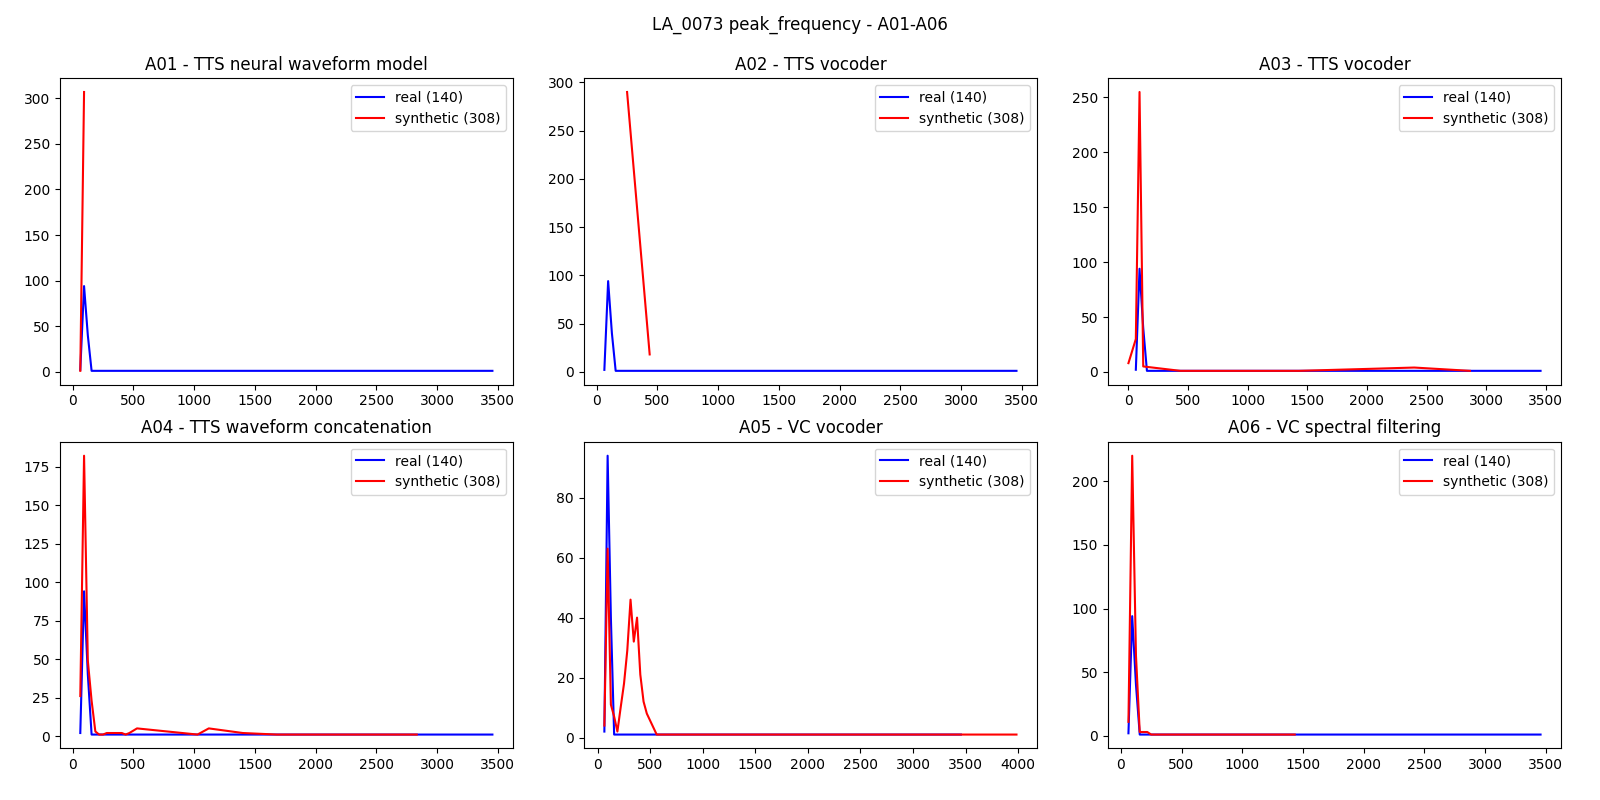 LA_0073 peak_frequency - A01-A06
A01 - TTS neural waveform model
real (140)
synthetic (308)
300
250
200
150
100
50
0
0 500 1000 1500 2000 2500 3000 3500
A02 - TTS vocoder
real (140)
synthetic (308)
300
250
200
150
100
50
0
0 500 1000 1500 2000 2500 3000 3500
A03 - TTS vocoder
real (140)
synthetic (308)
250
200
150
100
50
0
0 500 1000 1500 2000 2500 3000 3500
A04 - TTS waveform concatenation
real (140)
synthetic (308)
175
150
125
100
75
50
25
0
0 500 1000 1500 2000 2500 3000 3500
A05 - VC vocoder
real (140)
synthetic (308)
80
60
40
20
0
0 500 1000 1500 2000 2500 3000 3500 4000
A06 - VC spectral filtering
real (140)
synthetic (308)
200
150
100
50
0
0 500 1000 1500 2000 2500 3000 3500